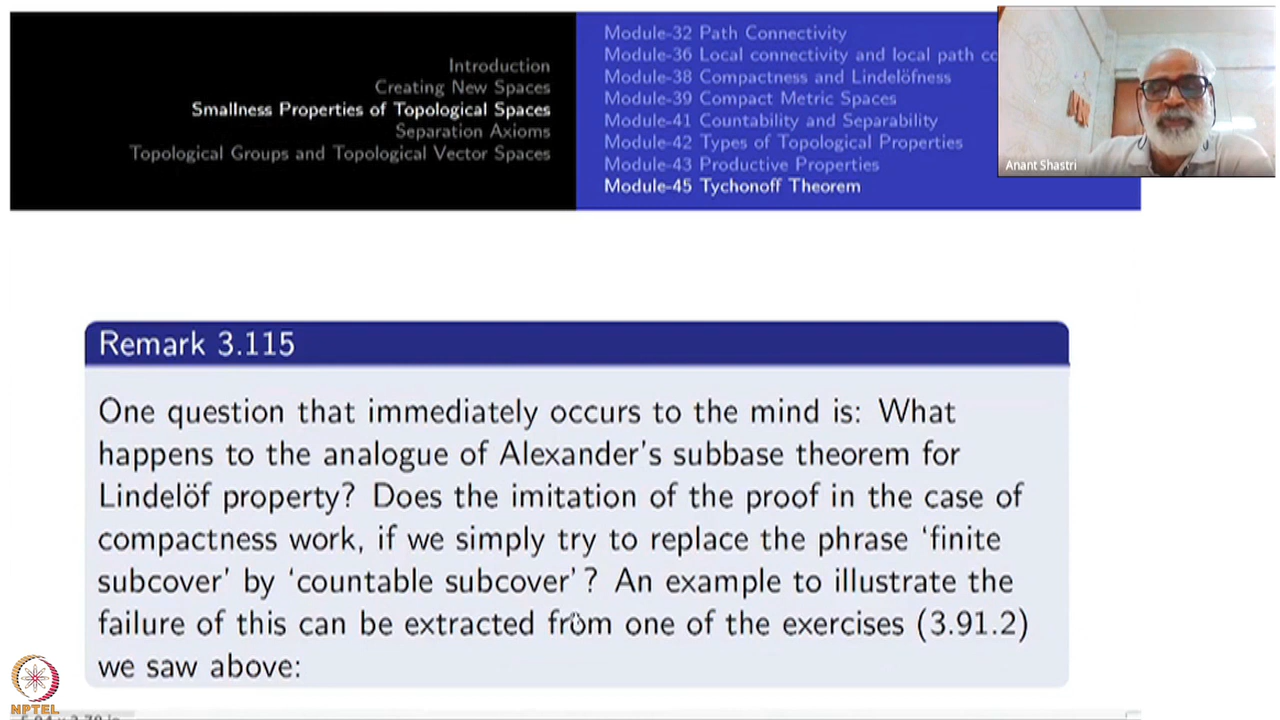 Introduction
Creating New Spaces
Smallness Properties of Topological Spaces
Separation Axioms
Topological Groups and Topological Vector Spaces
Module-32 Path Connectivity
Module-36 Local connectivity and local path co
Module-38 Compactness and Lindelöfness
Module-39 Compact Metric Spaces
Module-41 Countability and Separability
Module-42 Types of Topological Properties
Module-43 Productive Properties
Module-45 Tychonoff Theorem
Anant Shastri
Remark 3.115
One question that immediately occurs to the mind is: What
happens to the analogue of Alexander's subbase theorem for
Lindelöf property? Does the imitation of the proof in the case of
compactness work, if we simply try to replace the phrase ‘finite
subcover’ by ‘countable subcover’? An example to illustrate the
failure of this can be extracted from one of the exercises (3.91.2)
we saw above:
NPTEL